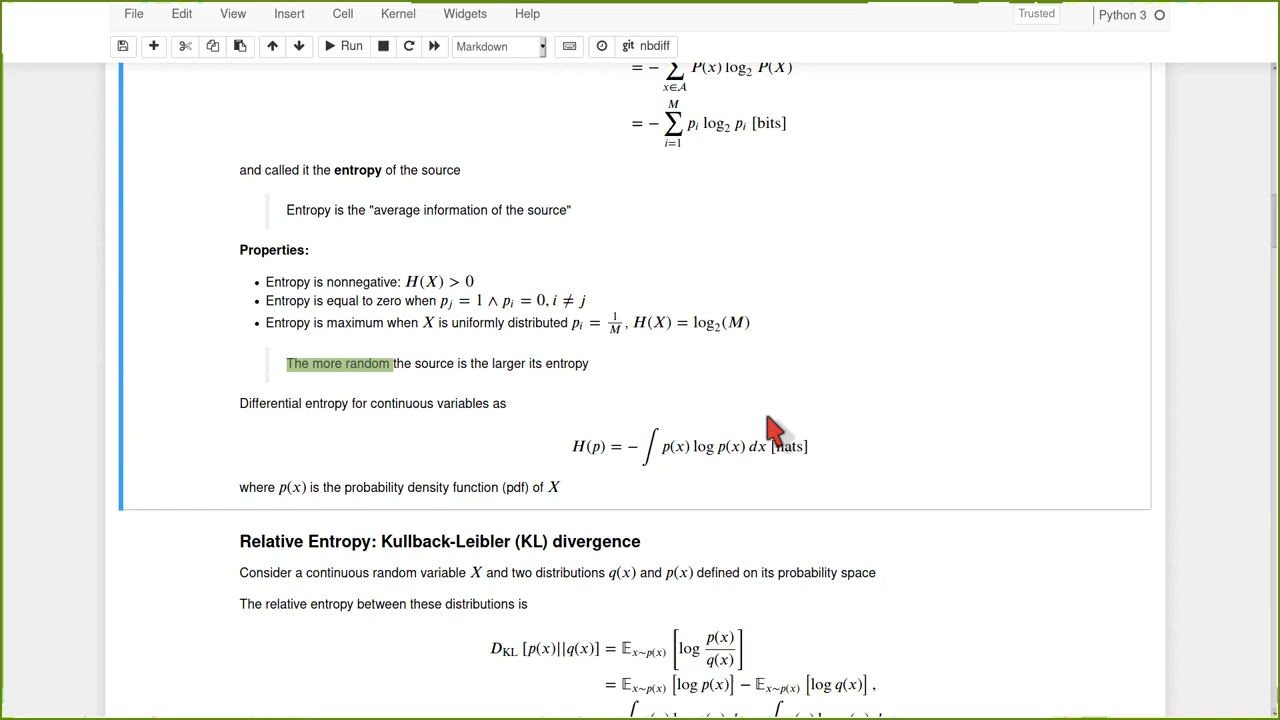 File Edit View Insert Cell Kernel Widgets Help Trusted Python 3
Run Markdown git nbdiff
= − ∑_{x∈𝒜} P(x) log₂ P(X)
= − ∑_{i=1}^{M} p_i log₂ p_i [bits]
and called it the entropy of the source
Entropy is the "average information of the source"
Properties:
• Entropy is nonnegative: H(X) > 0
• Entropy is equal to zero when p_j = 1 ∧ p_i = 0, i ≠ j
• Entropy is maximum when X is uniformly distributed p_i = 1/M, H(X) = log₂(M)
The more random the source is the larger its entropy
Differential entropy for continuous variables as
H(p) = − ∫ p(x) log p(x) dx [nats]
where p(x) is the probability density function (pdf) of X
Relative Entropy: Kullback-Leibler (KL) divergence
Consider a continuous random variable X and two distributions q(x) and p(x) defined on its probability space
The relative entropy between these distributions is
D_KL [p(x)||q(x)] = 𝔼_{x∼p(x)} [log p(x)/q(x)]
= 𝔼_{x∼p(x)} [log p(x)] − 𝔼_{x∼p(x)} [log q(x)] ,